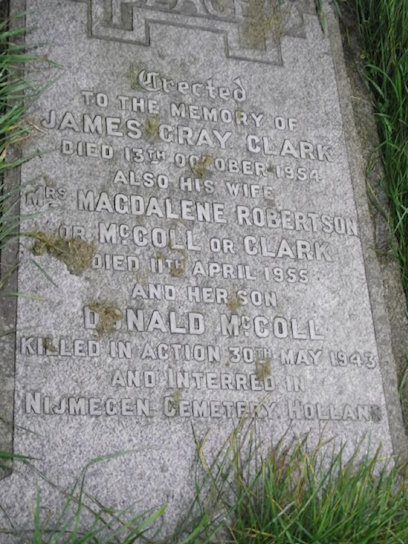 PEACE
Erected
TO THE MEMORY OF
JAMES GRAY CLARK
DIED 13TH OCTOBER 1954
ALSO HIS WIFE
MRS MAGDALENE ROBERTSON
OR MCCOLL OR CLARK
DIED 11TH APRIL 1955
AND HER SON
DONALD MCCOLL
KILLED IN ACTION 30TH MAY 1943
AND INTERRED IN
NIJMEGEN CEMETERY, HOLLAND